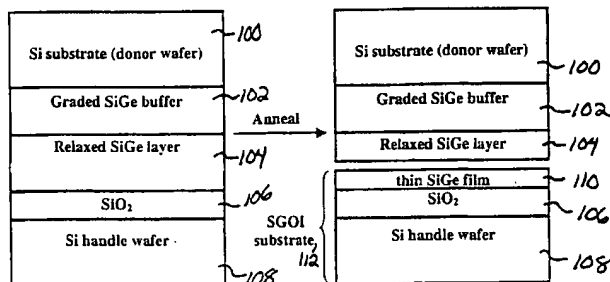 Si substrate (donor wafer)
100
Graded SiGe buffer
102
Relaxed SiGe layer
104
SiO₂
106
Si handle wafer
108
Anneal
Si substrate (donor wafer)
100
Graded SiGe buffer
102
Relaxed SiGe layer
104
thin SiGe film
110
SiO₂
106
SGOI
substrate,
112
Si handle wafer
108